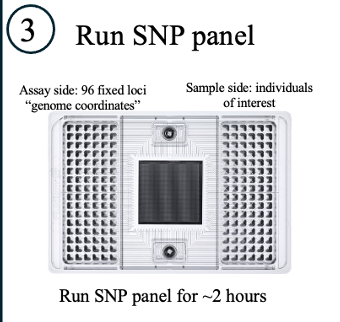 3
Run SNP panel
Assay side: 96 fixed loci
“genome coordinates”
Sample side: individuals
of interest
Run SNP panel for ~2 hours